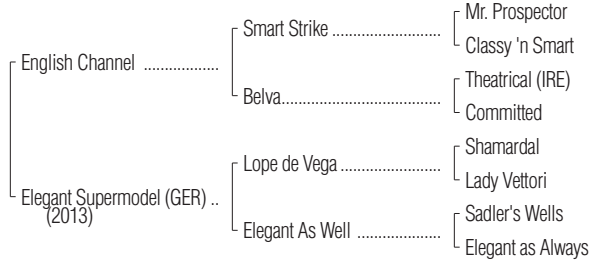 Mr. Prospector
Smart Strike ..................
Classy 'n Smart
English Channel ..................
Theatrical (IRE)
Belva.....................................
Committed
Shamardal
Lope de Vega .......................
Lady Vettori
Elegant Supermodel (GER) ..
(2013)
Sadler's Wells
Elegant As Well ...................
Elegant as Always